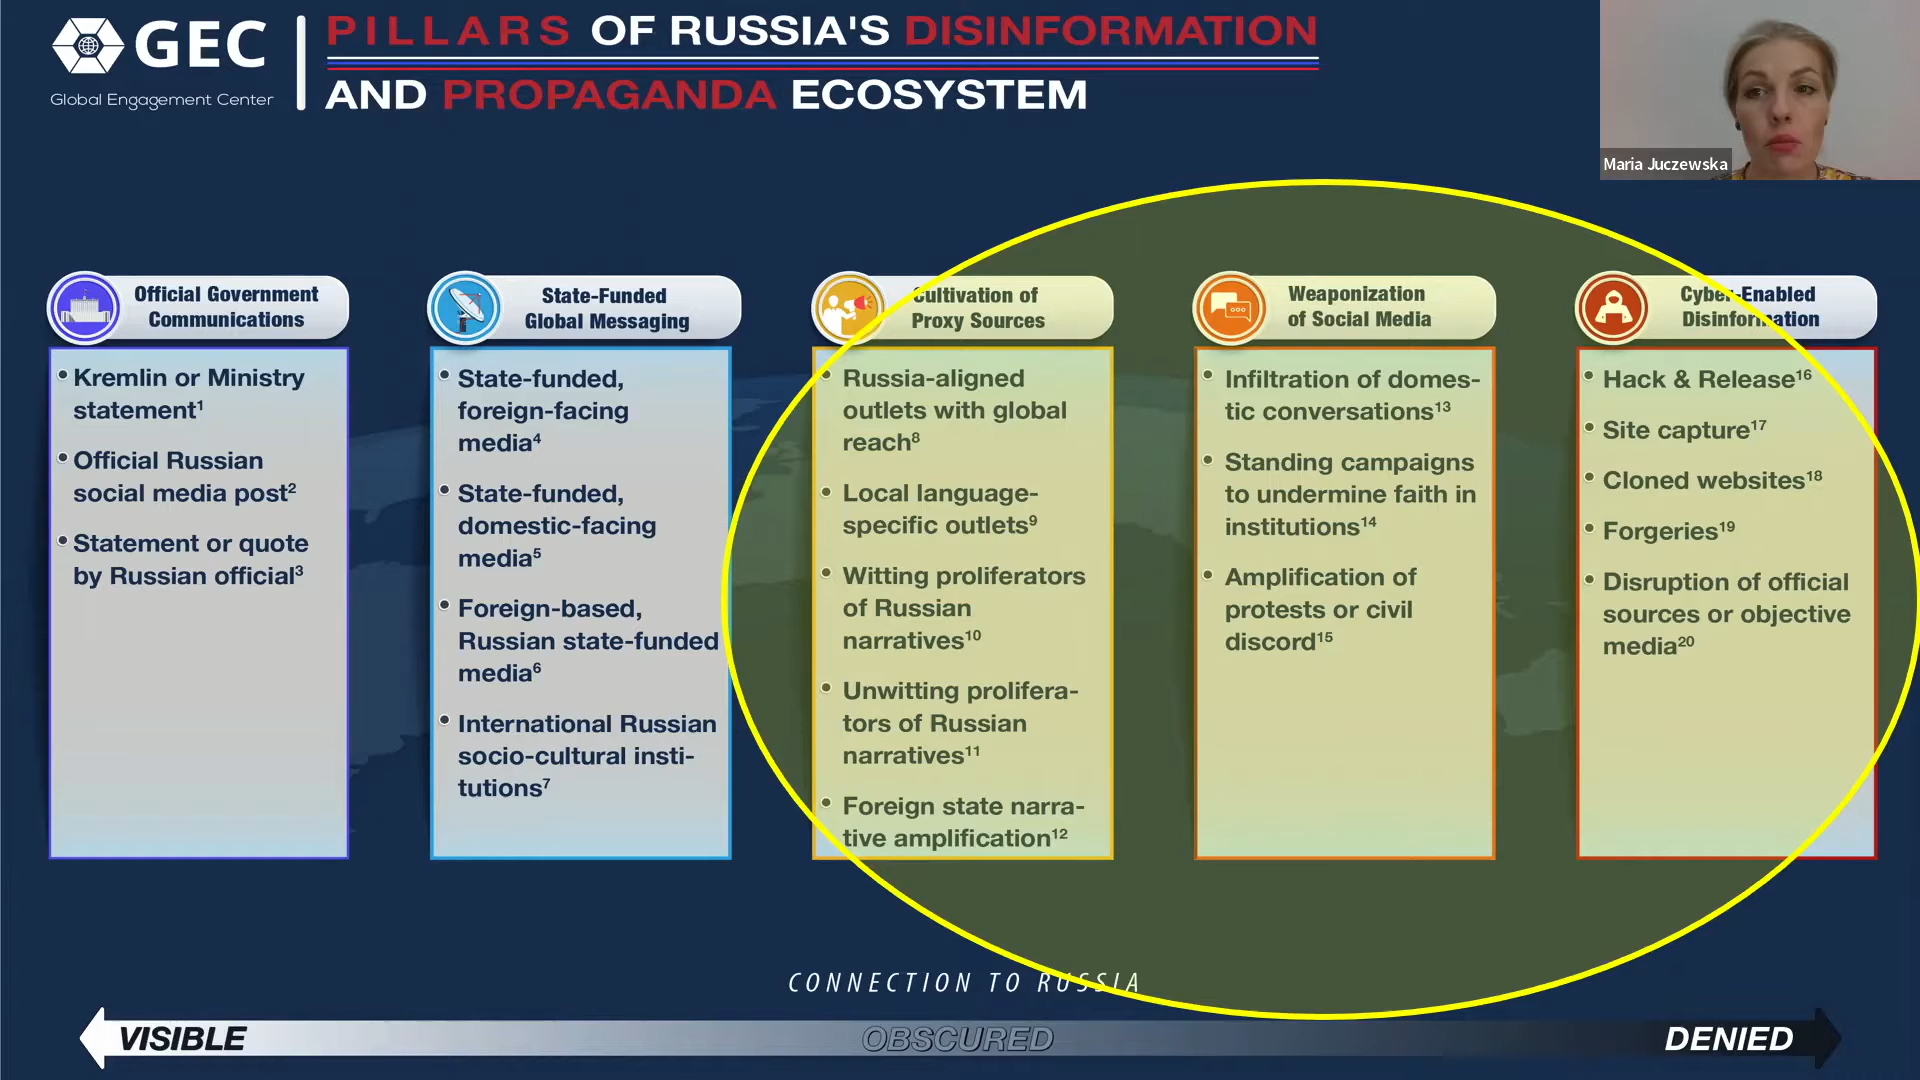 GEC
Global Engagement Center
PILLARS OF RUSSIA'S DISINFORMATION
AND PROPAGANDA ECOSYSTEM
Maria Juczewska
Official Government
Communications
Kremlin or Ministry
statement¹
Official Russian
social media post²
Statement or quote
by Russian official³
State-Funded
Global Messaging
State-funded,
foreign-facing
media⁴
State-funded,
domestic-facing
media⁵
Foreign-based,
Russian state-funded
media⁶
International Russian
socio-cultural insti-
tutions⁷
Cultivation of
Proxy Sources
Russia-aligned
outlets with global
reach⁸
Local language-
specific outlets⁹
Witting proliferators
of Russian
narratives¹⁰
Unwitting prolifera-
tors of Russian
narratives¹¹
Foreign state narra-
tive amplification¹²
Weaponization
of Social Media
Infiltration of domes-
tic conversations¹³
Standing campaigns
to undermine faith in
institutions¹⁴
Amplification of
protests or civil
discord¹⁵
Cyber-Enabled
Disinformation
Hack & Release¹⁶
Site capture¹⁷
Cloned websites¹⁸
Forgeries¹⁹
Disruption of official
sources or objective
media²⁰
CONNECTION TO RUSSIA
VISIBLE
OBSCURED
DENIED